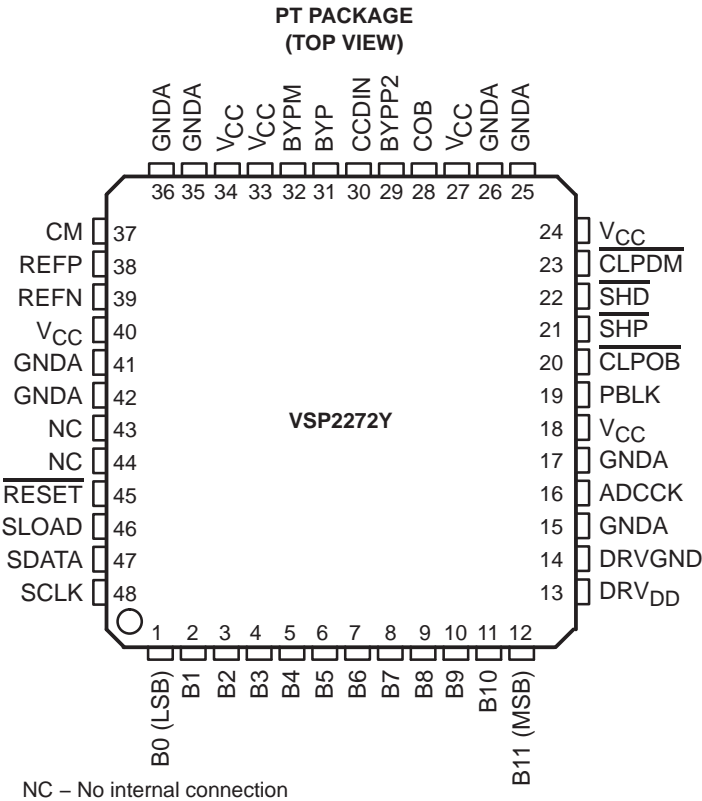 PT PACKAGE
(TOP VIEW)
GNDA GNDA VCC VCC BYPM BYP CCDIN BYPP2 COB VCC GNDA GNDA
36 35 34 33 32 31 30 29 28 27 26 25
CM 37 24 VCC
REFP 38 23 CLPDM
REFN 39 22 SHD
VCC 40 21 SHP
GNDA 41 20 CLPOB
GNDA 42 19 PBLK
NC 43 VSP2272Y 18 VCC
NC 44 17 GNDA
RESET 45 16 ADCCK
SLOAD 46 15 GNDA
SDATA 47 14 DRVGND
SCLK 48 13 DRVDD
1 2 3 4 5 6 7 8 9 10 11 12
B0 (LSB) B1 B2 B3 B4 B5 B6 B7 B8 B9 B10 B11 (MSB)
NC – No internal connection